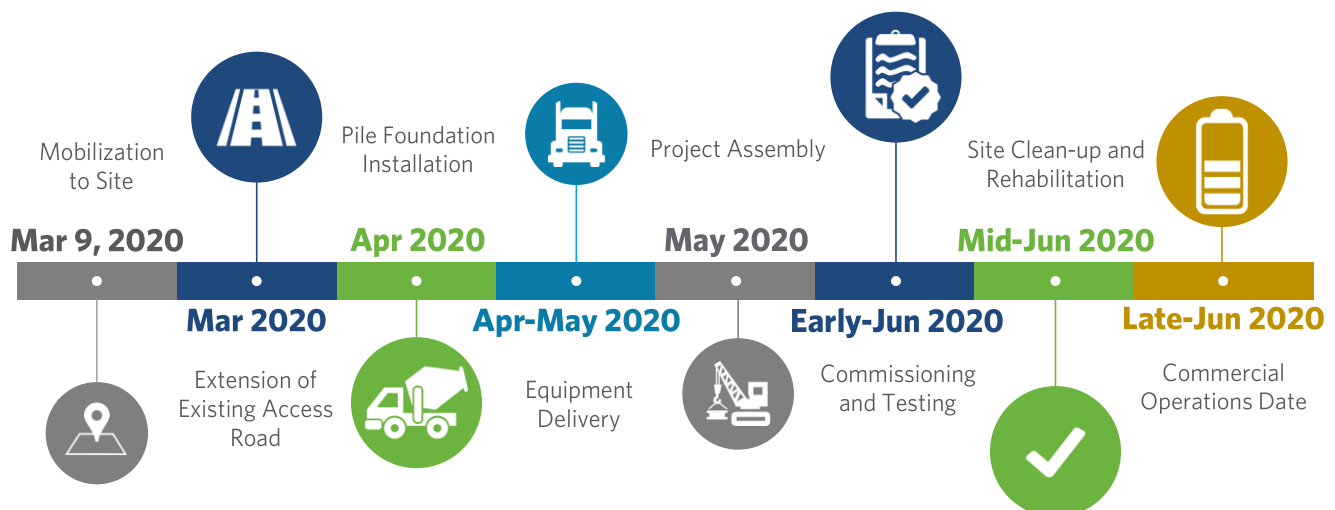 Mobilization
to Site
Mar 9, 2020
Mar 2020
Extension of
Existing Access
Road
Pile Foundation
Installation
Apr 2020
Apr-May 2020
Equipment
Delivery
Project Assembly
May 2020
Early-Jun 2020
Commissioning
and Testing
Site Clean-up and
Rehabilitation
Mid-Jun 2020
Late-Jun 2020
Commercial
Operations Date